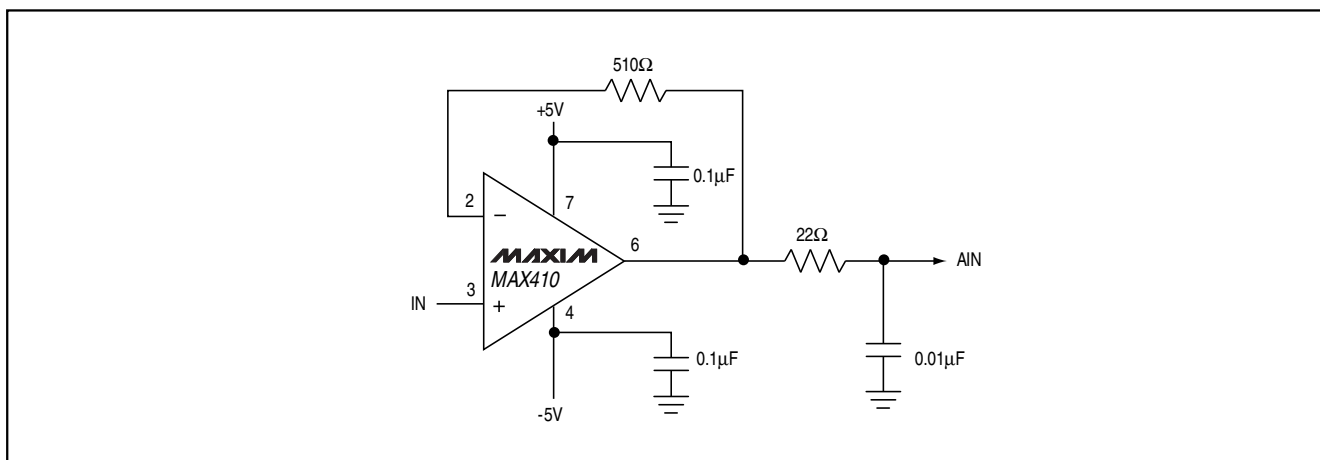 510Ω
+5V
0.1µF
2
7
−
6
22Ω
MAXIM
MAX410
AIN
3
IN
+
4
0.1µF
0.01µF
-5V